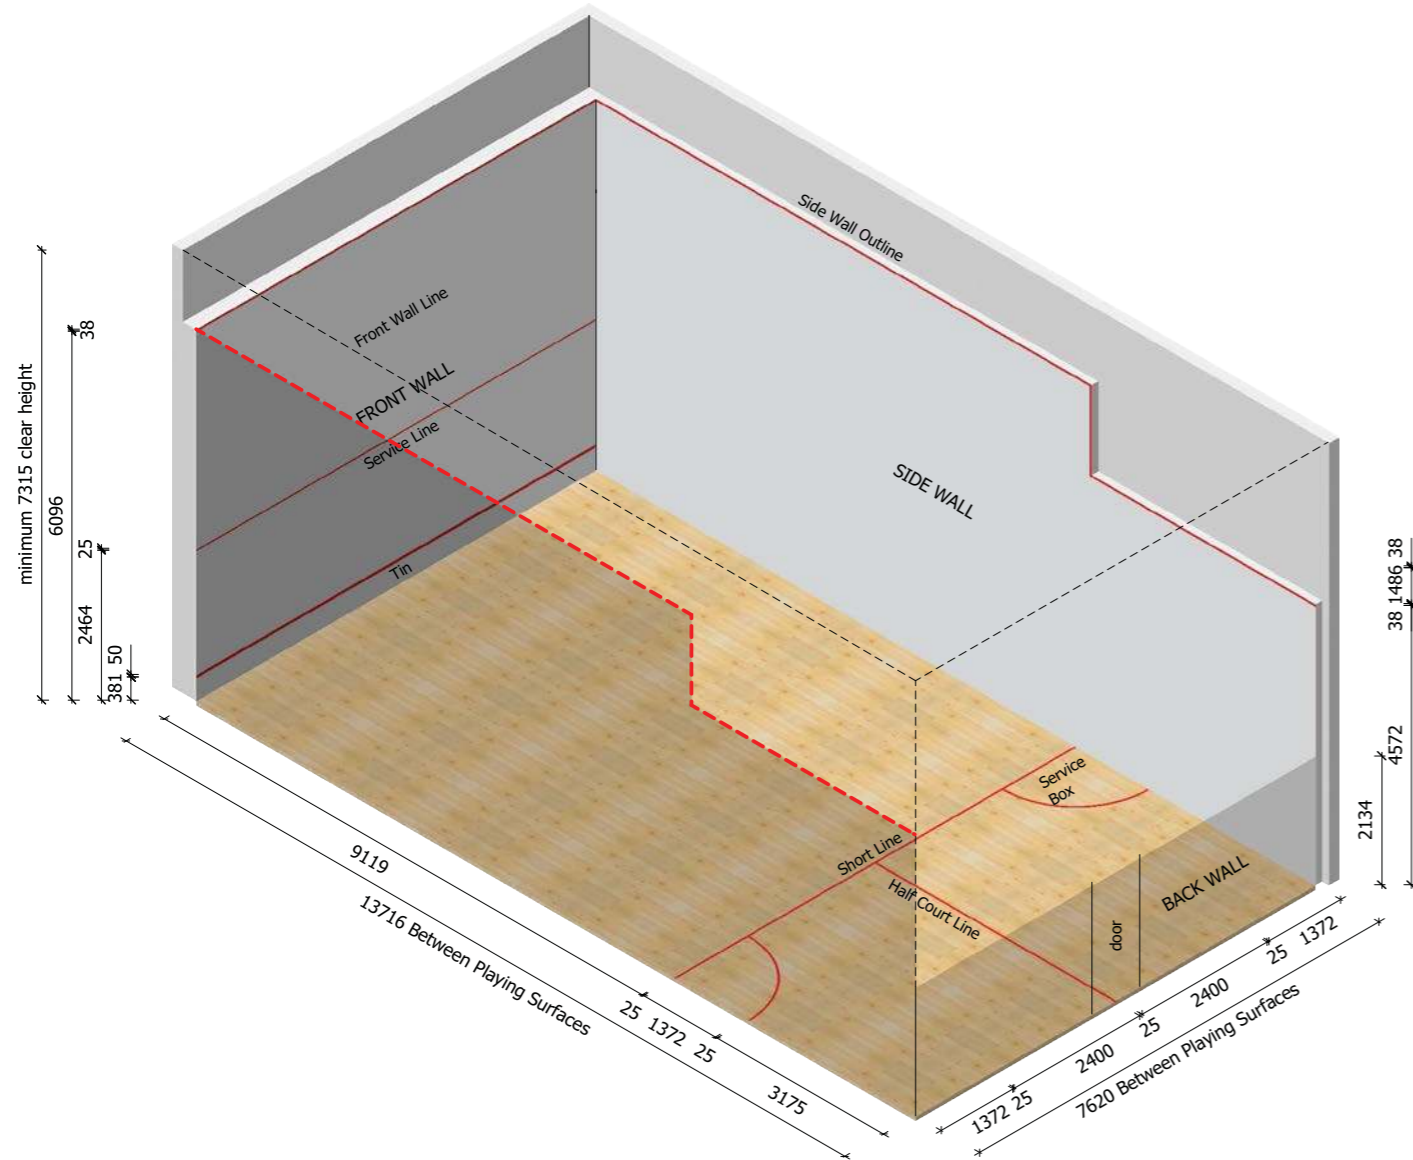 Side Wall Outline
Front Wall Line
FRONT WALL
Service Line
SIDE WALL
Tin
minimum 7315 clear height
38
6096
25
2464
50
381
38
1486
38
4572
2134
Service
Box
Short Line
Half Court Line
BACK WALL
door
9119
13716 Between Playing Surfaces
25 1372 25
3175
1372 25
2400
25
2400
25
1372
7620 Between Playing Surfaces